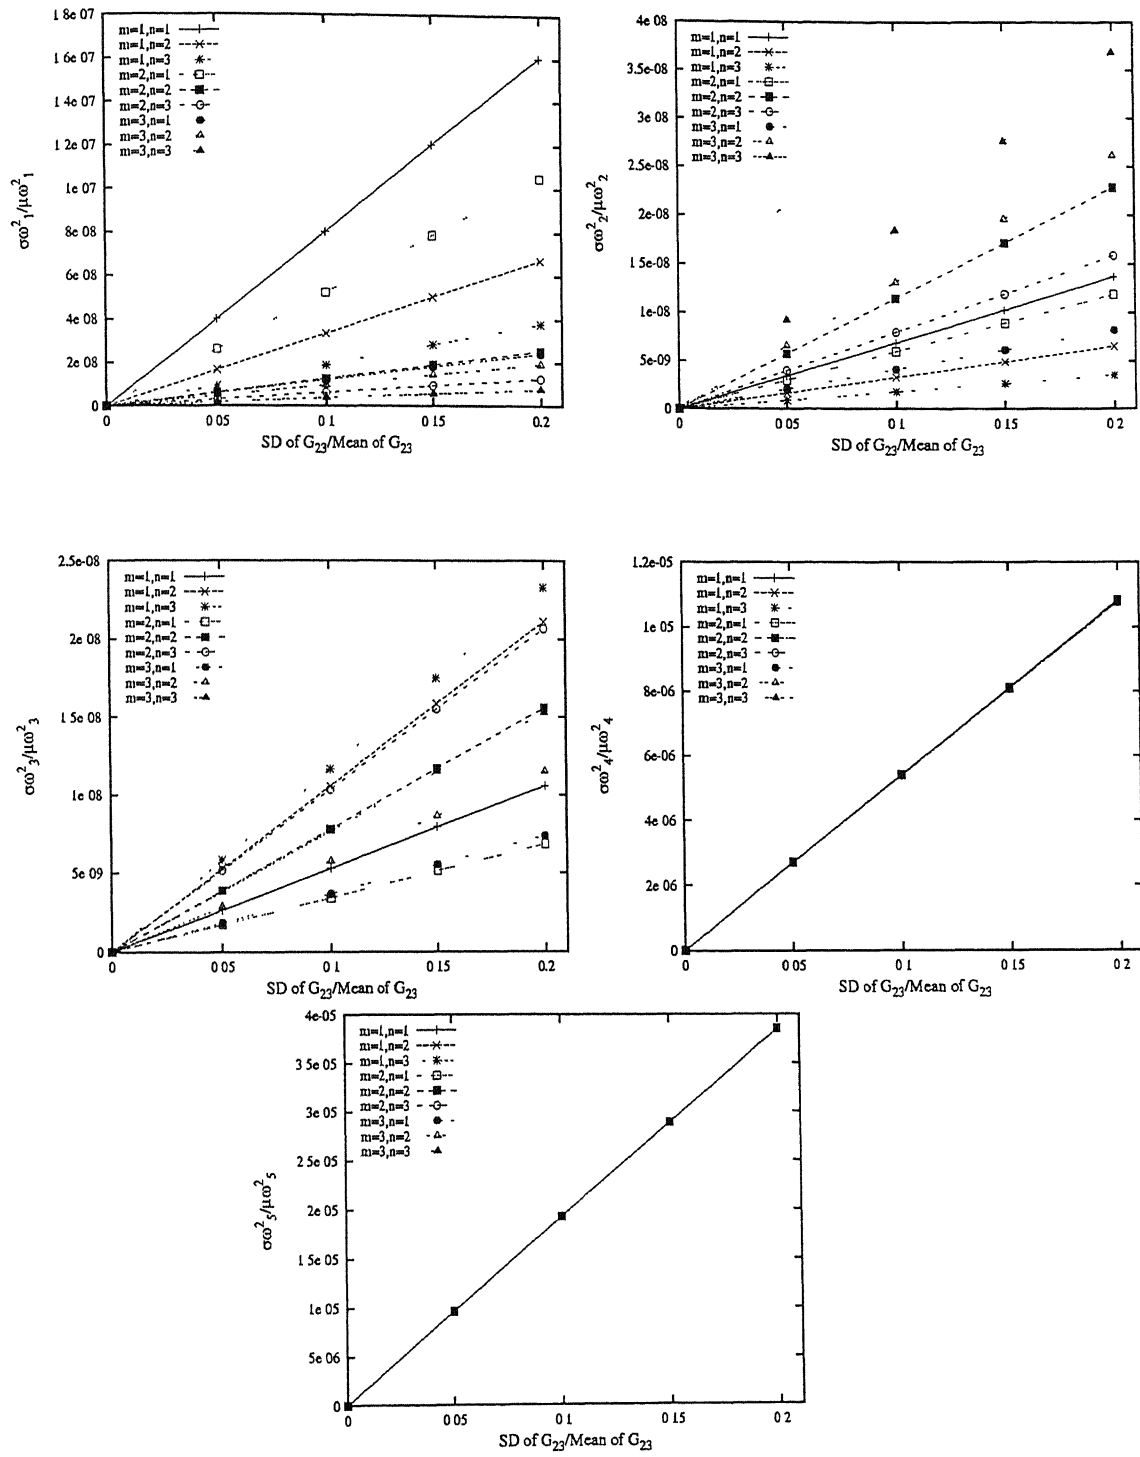 1 8e 07
1 6e 07
1 4e 07
1 2e 07
1e 07
8e 08
6e 08
4e 08
2e 08
0
m=1,n=1
m=1,n=2
m=1,n=3
m=2,n=1
m=2,n=2
m=2,n=3
m=3,n=1
m=3,n=2
m=3,n=3
σω²₁/μω²₁
0 0 05 0 1 0 15 0.2
SD of G₂₃/Mean of G₂₃
4e 08
3.5e-08
3e 08
2.5e-08
2e-08
1.5e-08
1e-08
5e-09
0
m=1,n=1
m=1,n=2
m=1,n=3
m=2,n=1
m=2,n=2
m=2,n=3
m=3,n=1
m=3,n=2
m=3,n=3
σω²₂/μω²₂
0 0 05 0 1 0 15 0.2
SD of G₂₃/Mean of G₂₃
2.5e-08
2e 08
1 5e 08
1e 08
5e 09
0
m=1,n=1
m=1,n=2
m=1,n=3
m=2,n=1
m=2,n=2
m=2,n=3
m=3,n=1
m=3,n=2
m=3,n=3
σω²₃/μω²₃
0 0 05 0 1 0 15 0.2
SD of G₂₃/Mean of G₂₃
1.2e-05
1e 05
8e-06
6e-06
4e 06
2e 06
0
m=1,n=1
m=1,n=2
m=1,n=3
m=2,n=1
m=2,n=2
m=2,n=3
m=3,n=1
m=3,n=2
m=3,n=3
σω²₄/μω²₄
0 0 05 0 1 0 15 0 2
SD of G₂₃/Mean of G₂₃
4e-05
3 5e 05
3e 05
2 5e 05
2e 05
1 5e 05
1e 05
5e 06
0
m=1,n=1
m=1,n=2
m=1,n=3
m=2,n=1
m=2,n=2
m=2,n=3
m=3,n=1
m=3,n=2
m=3,n=3
σω²₅/μω²₅
0 0 05 0 1 0 15 0 2
SD of G₂₃/Mean of G₂₃